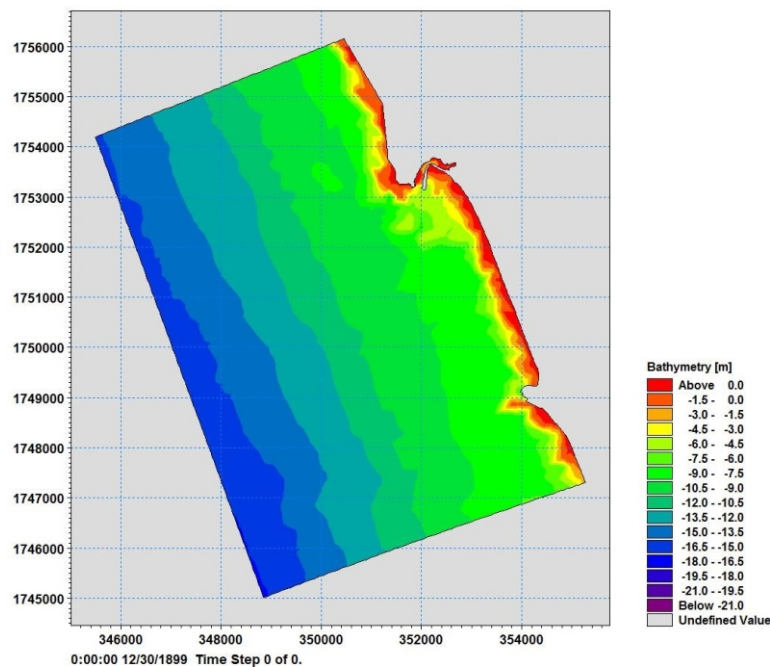 1756000
1755000
1754000
1753000
1752000
1751000
1750000
1749000
1748000
1747000
1746000
1745000
346000 348000 350000 352000 354000
0:00:00 12/30/1899 Time Step 0 of 0.
Bathymetry [m]
Above 0.0
-1.5 - 0.0
-3.0 - -1.5
-4.5 - -3.0
-6.0 - -4.5
-7.5 - -6.0
-9.0 - -7.5
-10.5 - -9.0
-12.0 - -10.5
-13.5 - -12.0
-15.0 - -13.5
-16.5 - -15.0
-18.0 - -16.5
-19.5 - -18.0
-21.0 - -19.5
Below -21.0
Undefined Value